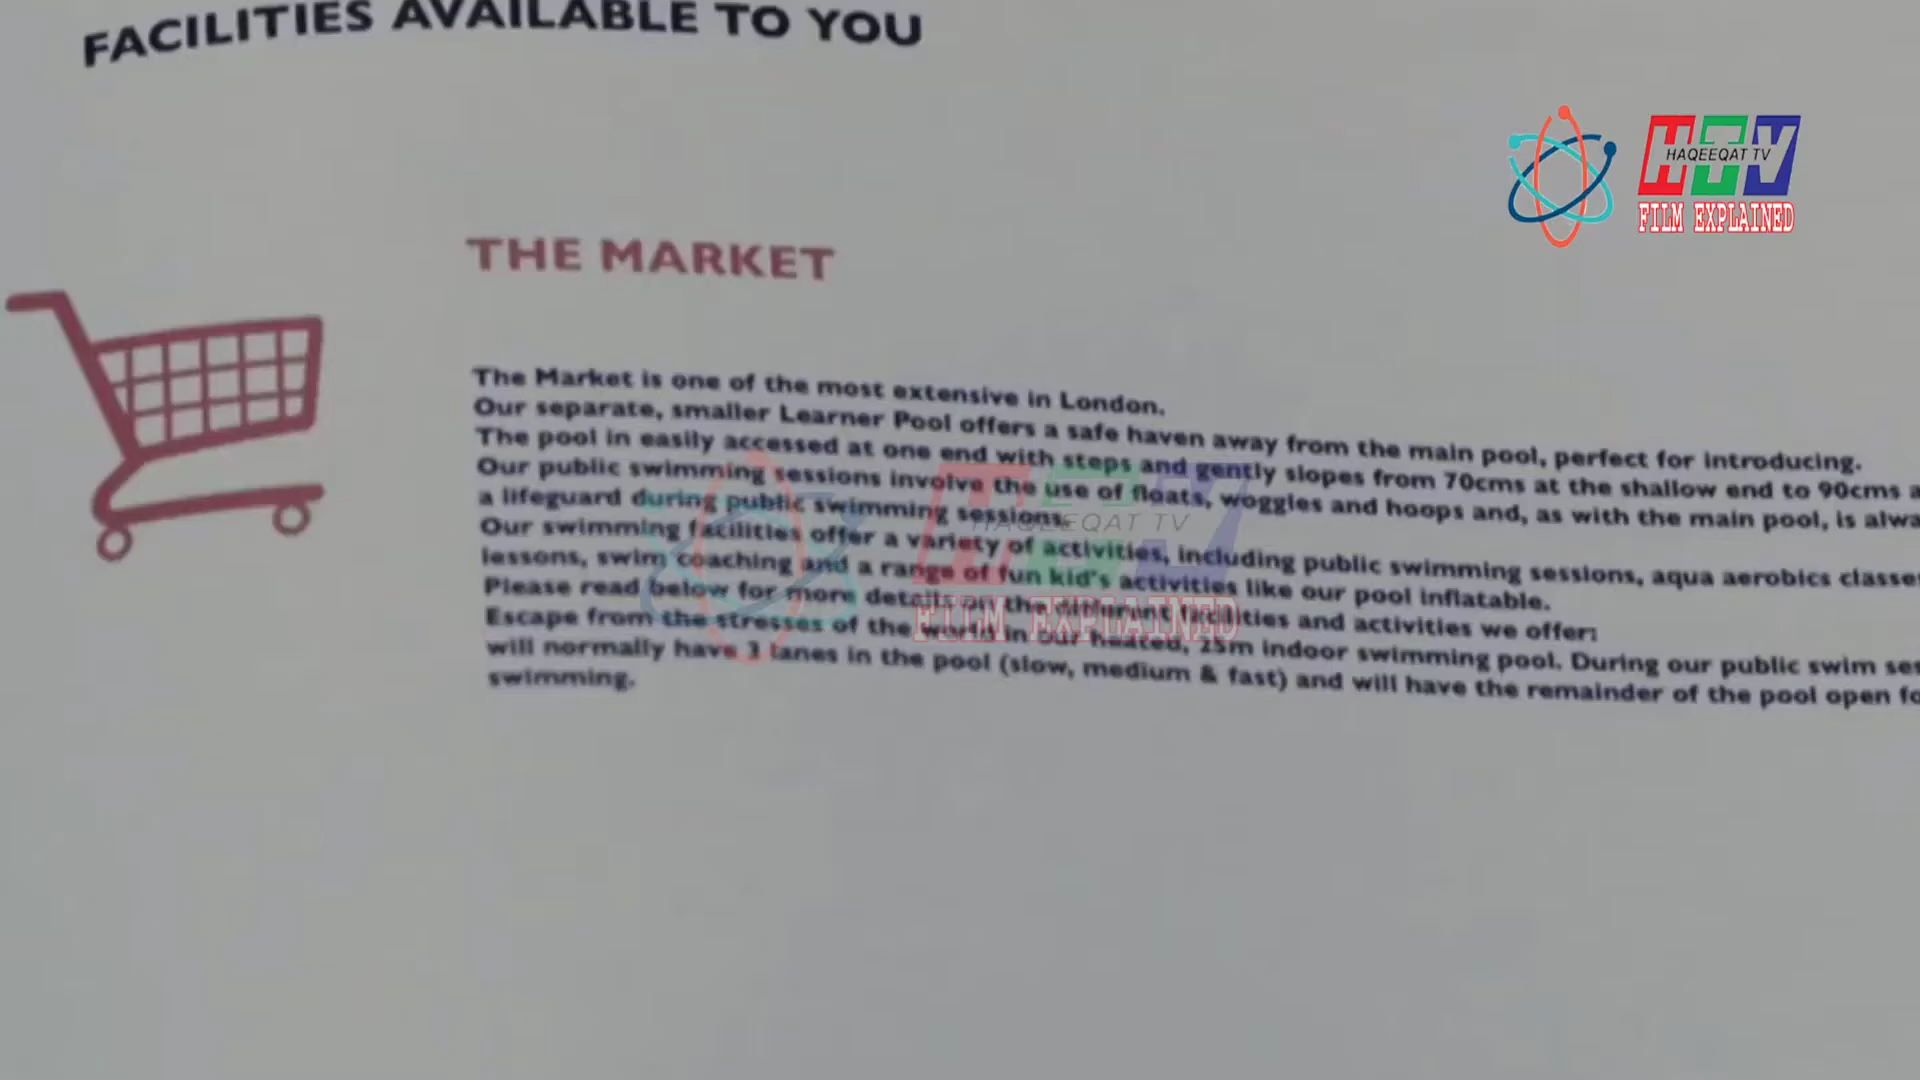 FACILITIES AVAILABLE TO YOU
HAQEEQAT TV
FILM EXPLAINED
THE MARKET
The Market is one of the most extensive in London.
Our separate, smaller Learner Pool offers a safe haven away from the main pool, perfect for introducing.
The pool in easily accessed at one end with steps and gently slopes from 70cms at the shallow end to 90cms a
Our public swimming sessions involve the use of floats, woggles and hoops and, as with the main pool, is alwa
a lifeguard during public swimming sessions.
Our swimming facilities offer a variety of activities, including public swimming sessions, aqua aerobics classes
lessons, swim coaching and a range of fun kid's activities like our pool inflatable.
Please read below for more details on the different facilities and activities we offer:
Escape from the stresses of the world in our heated, 25m indoor swimming pool. During our public swim ses
will normally have 3 lanes in the pool (slow, medium & fast) and will have the remainder of the pool open fo
swimming.
HAQEEQAT TV
FILM EXPLAINED